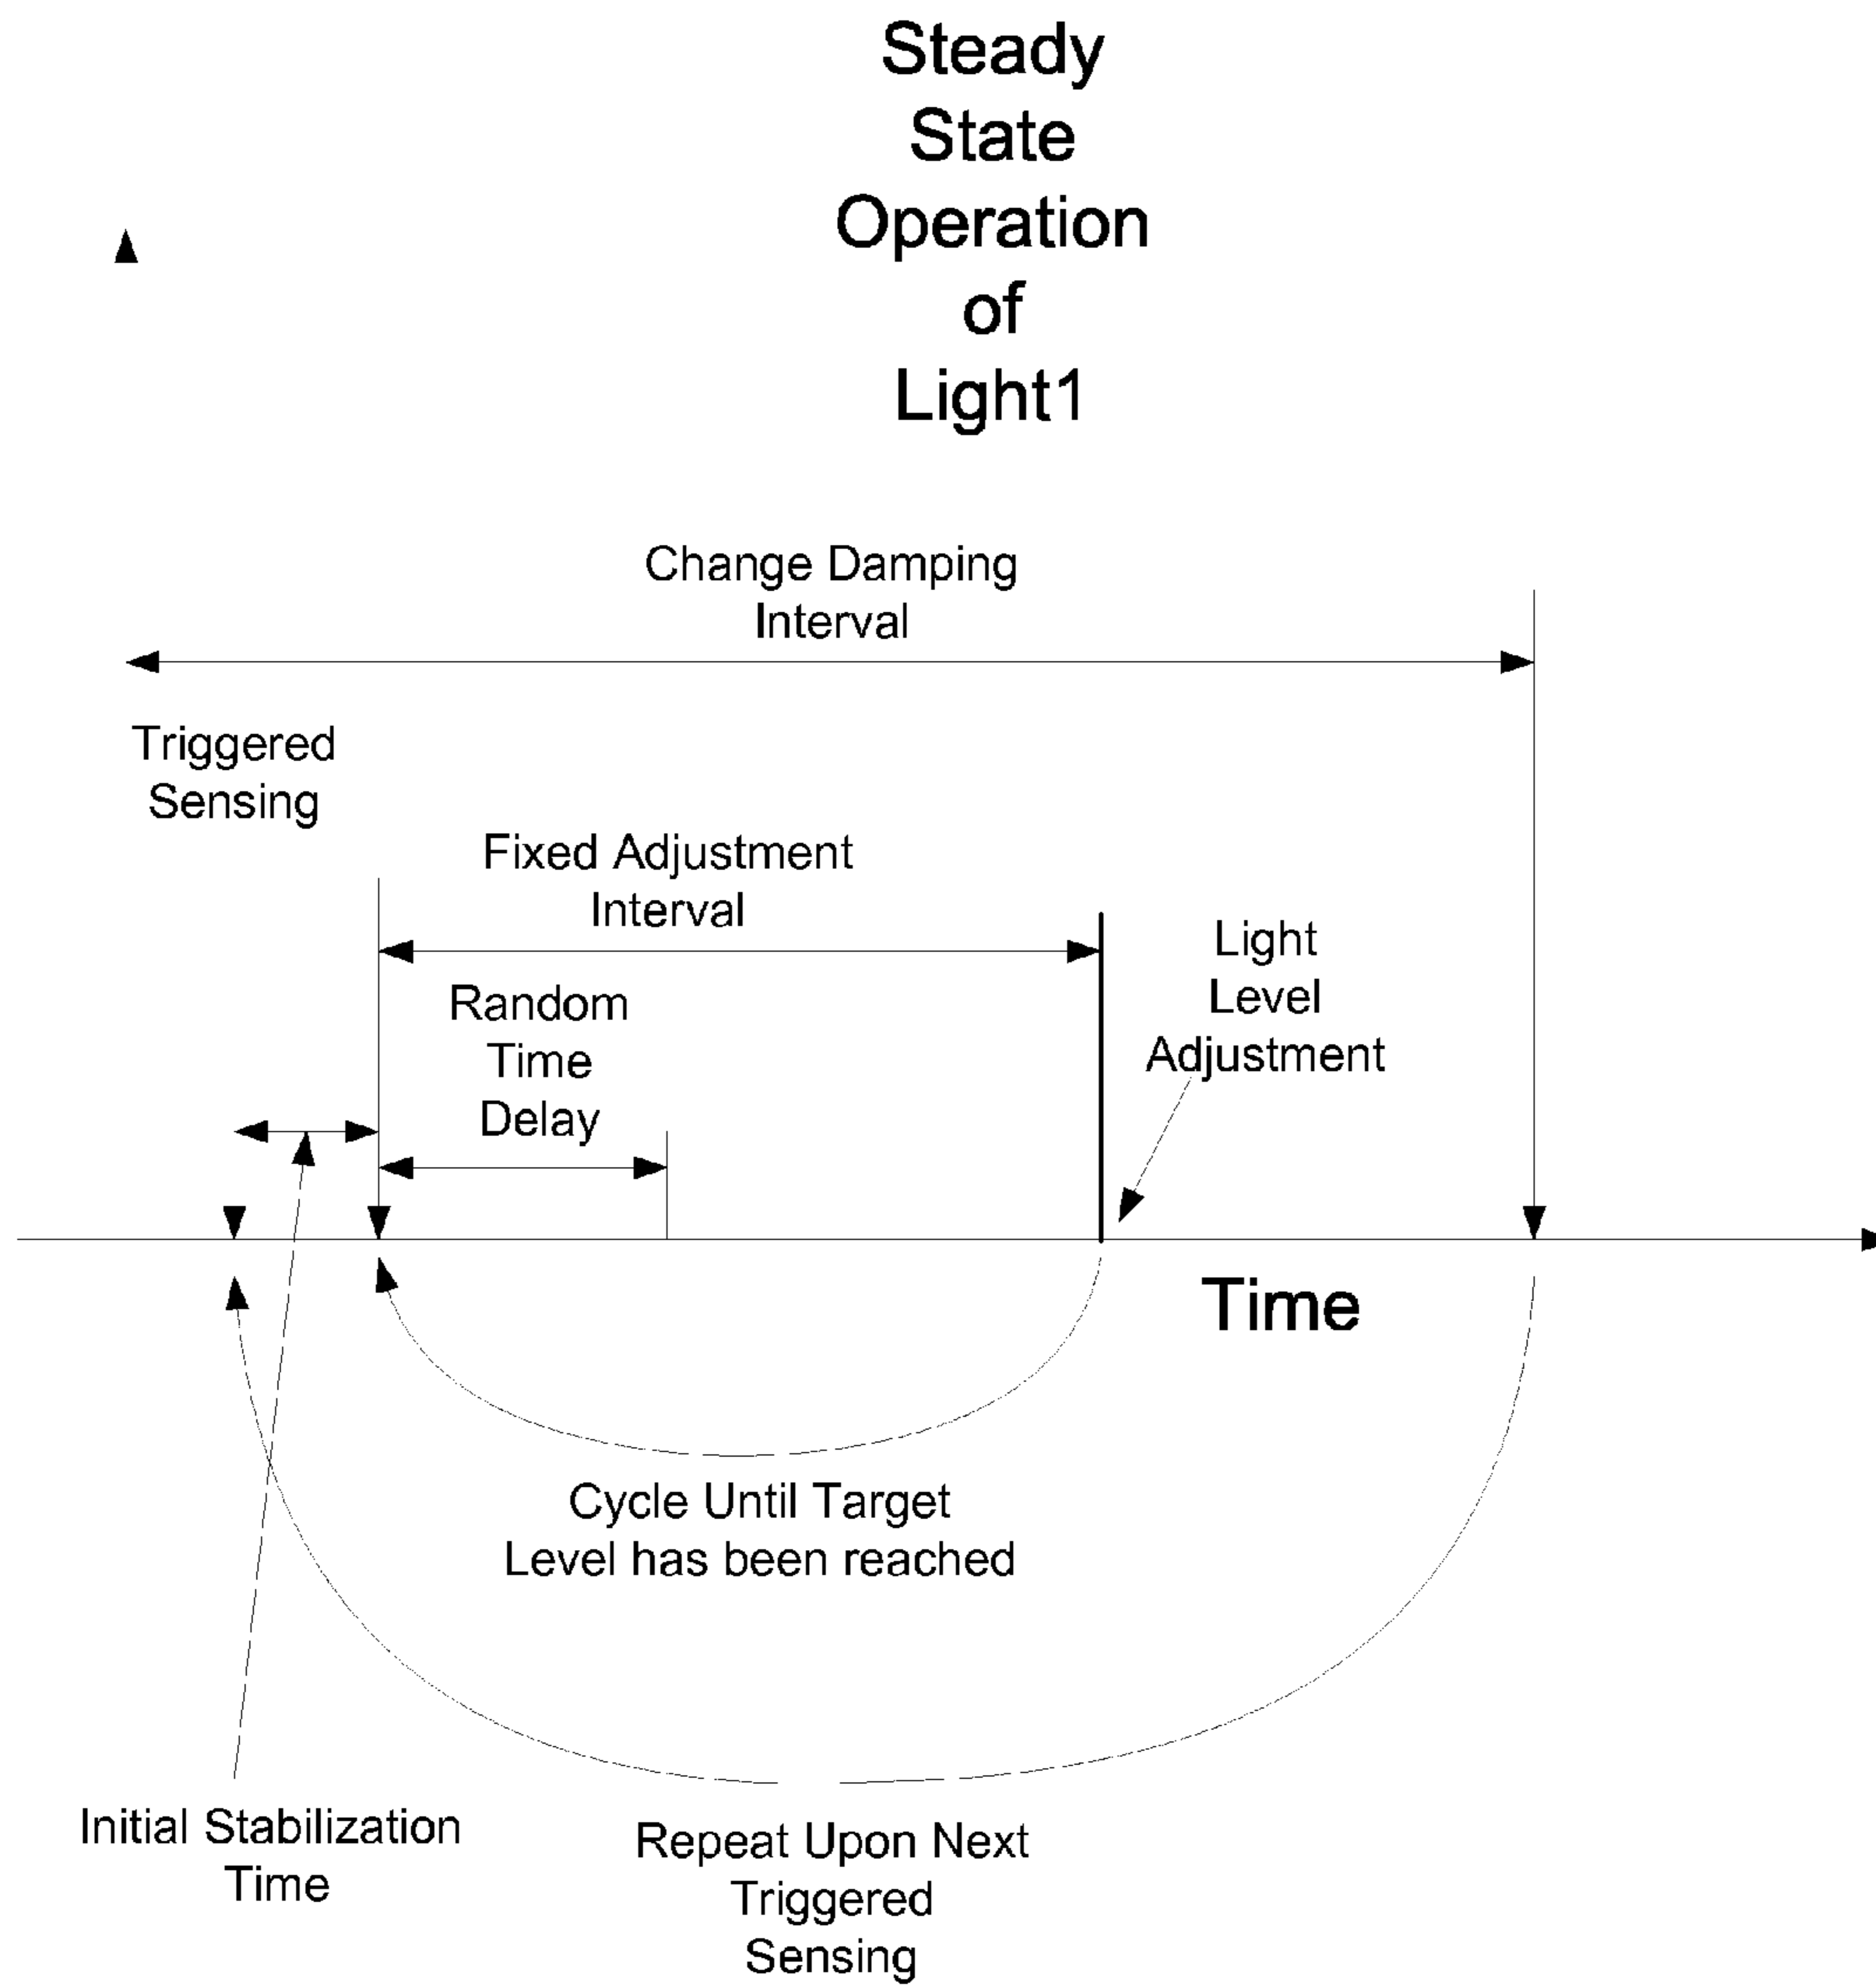 Steady
State
Operation
of
Light1
Change Damping
Interval
Triggered
Sensing
Fixed Adjustment
Interval
Random
Time
Delay
Light
Level
Adjustment
Time
Cycle Until Target
Level has been reached
Initial Stabilization
Time
Repeat Upon Next
Triggered
Sensing